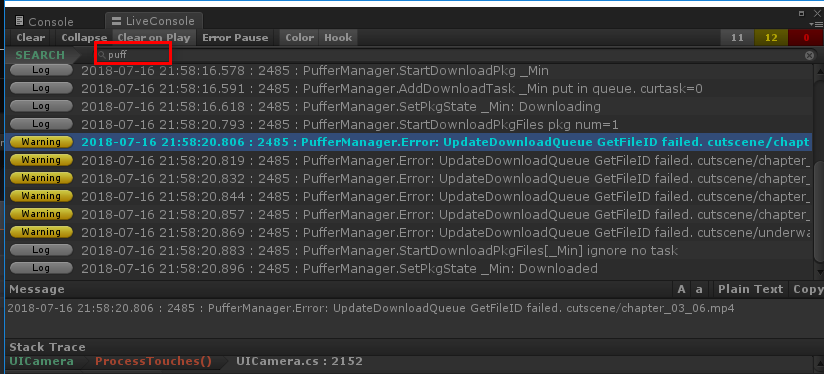 Console LiveConsole
Clear Collapse Clear on Play Error Pause Color Hook 11 12 0
SEARCH puff
Log 2018-07-16 21:58:16.578 : 2485 : PufferManager.StartDownloadPkg _Min
Log 2018-07-16 21:58:16.591 : 2485 : PufferManager.AddDownloadTask _Min put in queue. curtask=0
Log 2018-07-16 21:58:16.618 : 2485 : PufferManager.SetPkgState _Min: Downloading
Log 2018-07-16 21:58:20.793 : 2485 : PufferManager.StartDownloadPkgFiles pkg num=1
Warning 2018-07-16 21:58:20.806 : 2485 : PufferManager.Error: UpdateDownloadQueue GetFileID failed. cutscene/chapt
Warning 2018-07-16 21:58:20.819 : 2485 : PufferManager.Error: UpdateDownloadQueue GetFileID failed. cutscene/chapter_
Warning 2018-07-16 21:58:20.832 : 2485 : PufferManager.Error: UpdateDownloadQueue GetFileID failed. cutscene/chapter_
Warning 2018-07-16 21:58:20.844 : 2485 : PufferManager.Error: UpdateDownloadQueue GetFileID failed. cutscene/chapter_
Warning 2018-07-16 21:58:20.857 : 2485 : PufferManager.Error: UpdateDownloadQueue GetFileID failed. cutscene/chapter_
Warning 2018-07-16 21:58:20.869 : 2485 : PufferManager.Error: UpdateDownloadQueue GetFileID failed. cutscene/underwa
Log 2018-07-16 21:58:20.883 : 2485 : PufferManager.StartDownloadPkgFiles[_Min] ignore no task
Log 2018-07-16 21:58:20.896 : 2485 : PufferManager.SetPkgState _Min: Downloaded
Message A a Plain Text Copy
2018-07-16 21:58:20.806 : 2485 : PufferManager.Error: UpdateDownloadQueue GetFileID failed. cutscene/chapter_03_06.mp4
Stack Trace
UICamera ProcessTouches() UICamera.cs : 2152